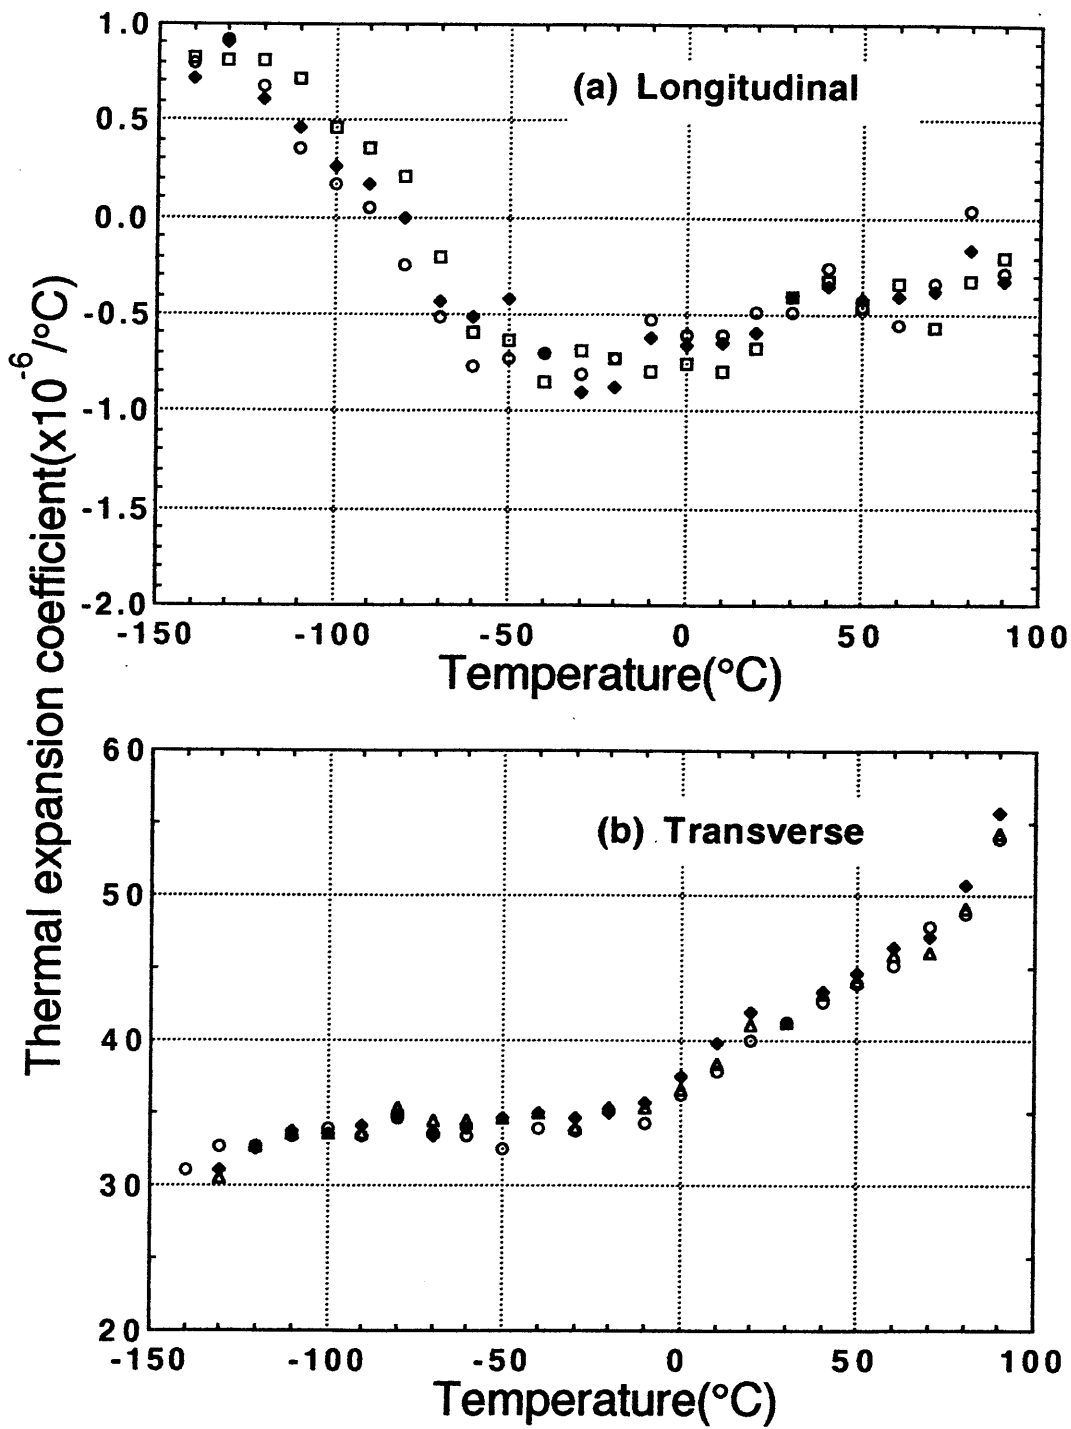 Thermal expansion coefficient(x10⁻⁶/°C)
1.0
(a) Longitudinal
0.5
0.0
-0.5
-1.0
-1.5
-2.0
-150 -100 -50 0 50 100
Temperature(°C)
60
(b) Transverse
50
40
30
20
-150 -100 -50 0 50 100
Temperature(°C)